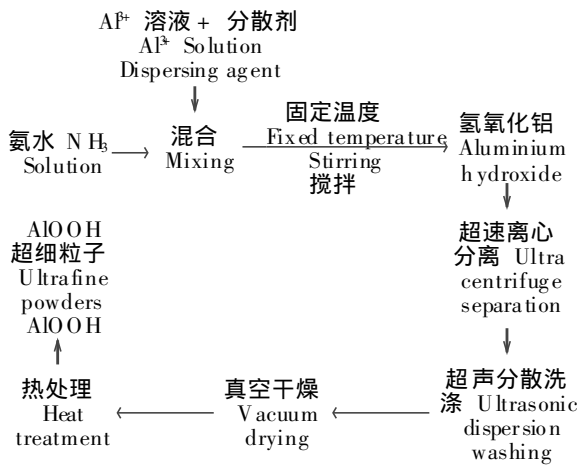 Al³⁺ 溶液 + 分散剂
Al³⁺ Solution
Dispersing agent
氨水 NH₃
Solution
混合
Mixing
固定温度
Fixed temperature
Stirring
搅拌
氢氧化铝
Aluminium
hydroxide
超速离心
分离 Ultra
centrifuge
separation
超声分散洗
涤 Ultrasonic
dispersion
washing
真空干燥
Vacuum
drying
热处理
Heat
treatment
AlOOH
超细粒子
Ultrafine
powders
AlOOH